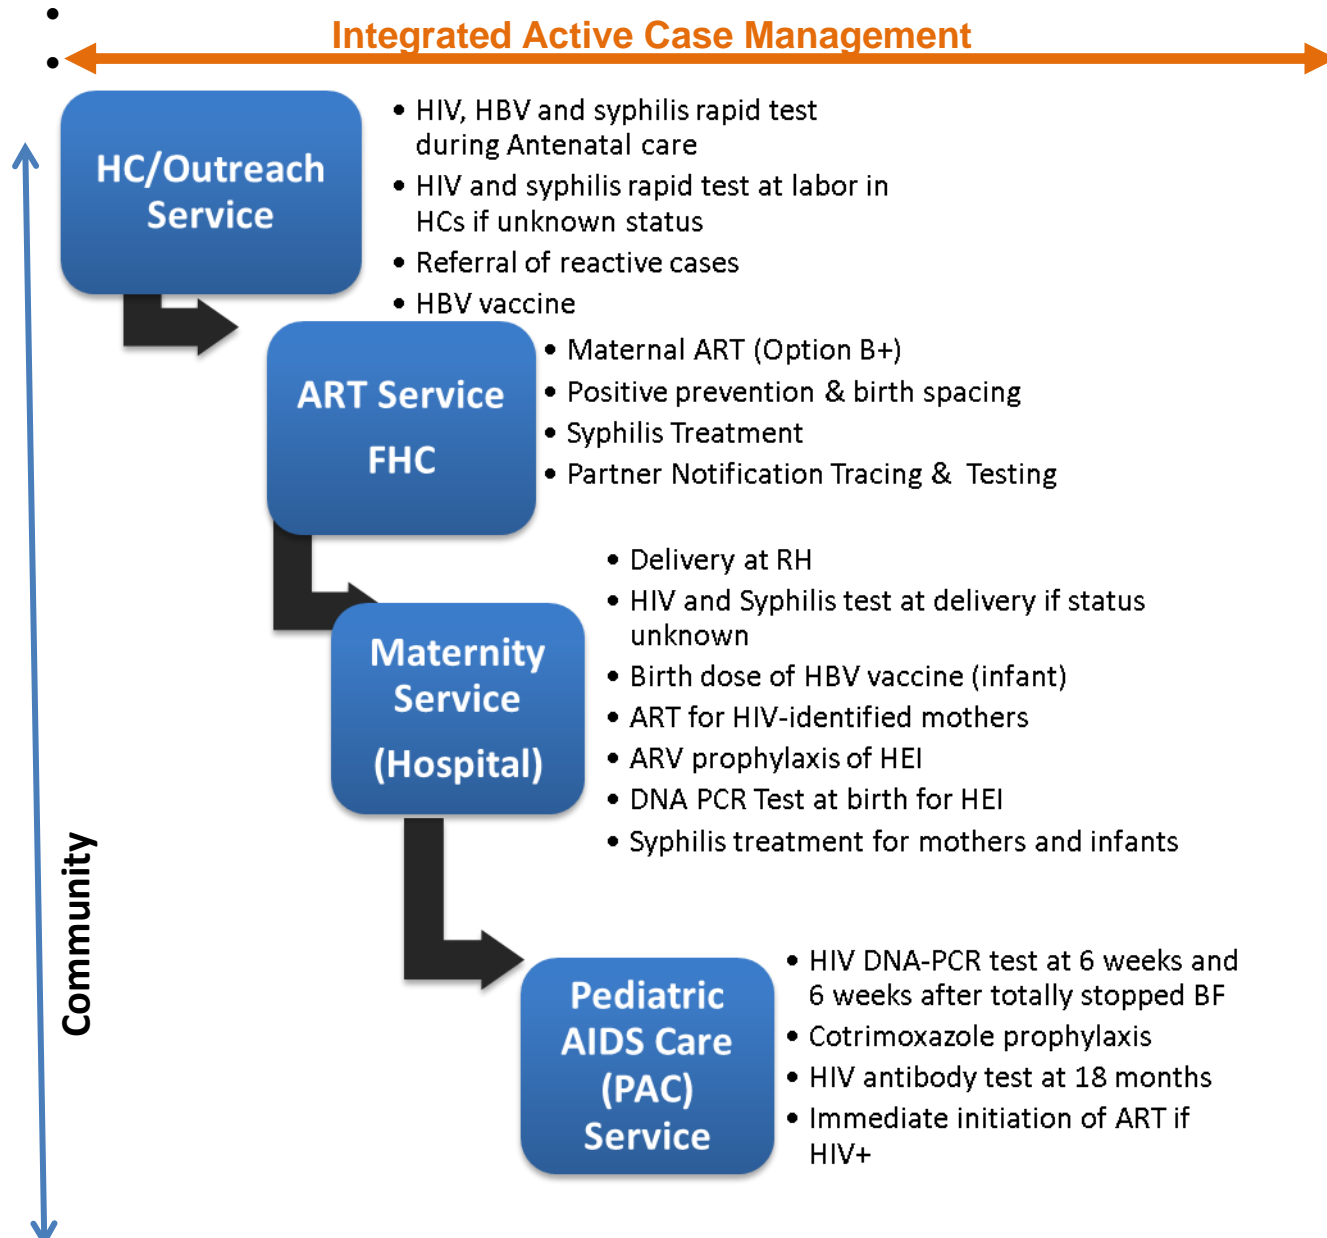 •
Integrated Active Case Management
•
HC/Outreach
Service
• HIV, HBV and syphilis rapid test
during Antenatal care
• HIV and syphilis rapid test at labor in
HCs if unknown status
• Referral of reactive cases
• HBV vaccine
ART Service
FHC
• Maternal ART (Option B+)
• Positive prevention & birth spacing
• Syphilis Treatment
• Partner Notification Tracing & Testing
Maternity
Service
(Hospital)
• Delivery at RH
• HIV and Syphilis test at delivery if status
unknown
• Birth dose of HBV vaccine (infant)
• ART for HIV-identified mothers
• ARV prophylaxis of HEI
• DNA PCR Test at birth for HEI
• Syphilis treatment for mothers and infants
Community
Pediatric
AIDS Care
(PAC)
Service
• HIV DNA-PCR test at 6 weeks and
6 weeks after totally stopped BF
• Cotrimoxazole prophylaxis
• HIV antibody test at 18 months
• Immediate initiation of ART if
HIV+